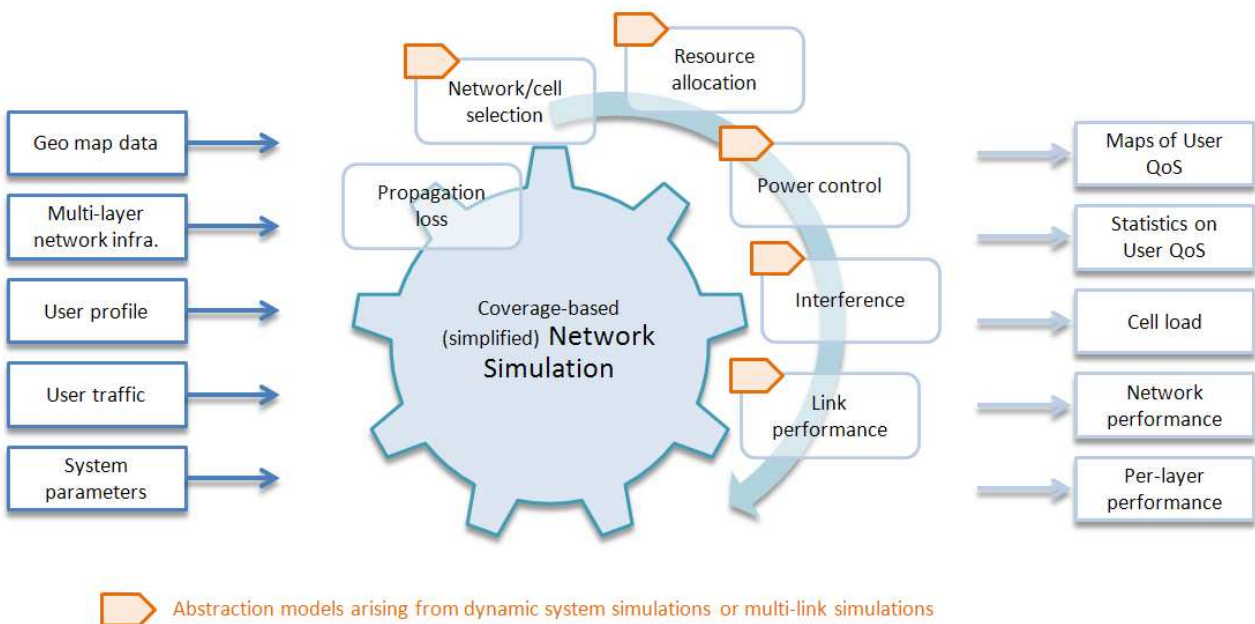 Geo map data
Multi-layer
network infra.
User profile
User traffic
System
parameters
Propagation
loss
Network/cell
selection
Resource
allocation
Power control
Interference
Link
performance
Coverage-based
(simplified) Network
Simulation
Maps of User
QoS
Statistics on
User QoS
Cell load
Network
performance
Per-layer
performance
Abstraction models arising from dynamic system simulations or multi-link simulations